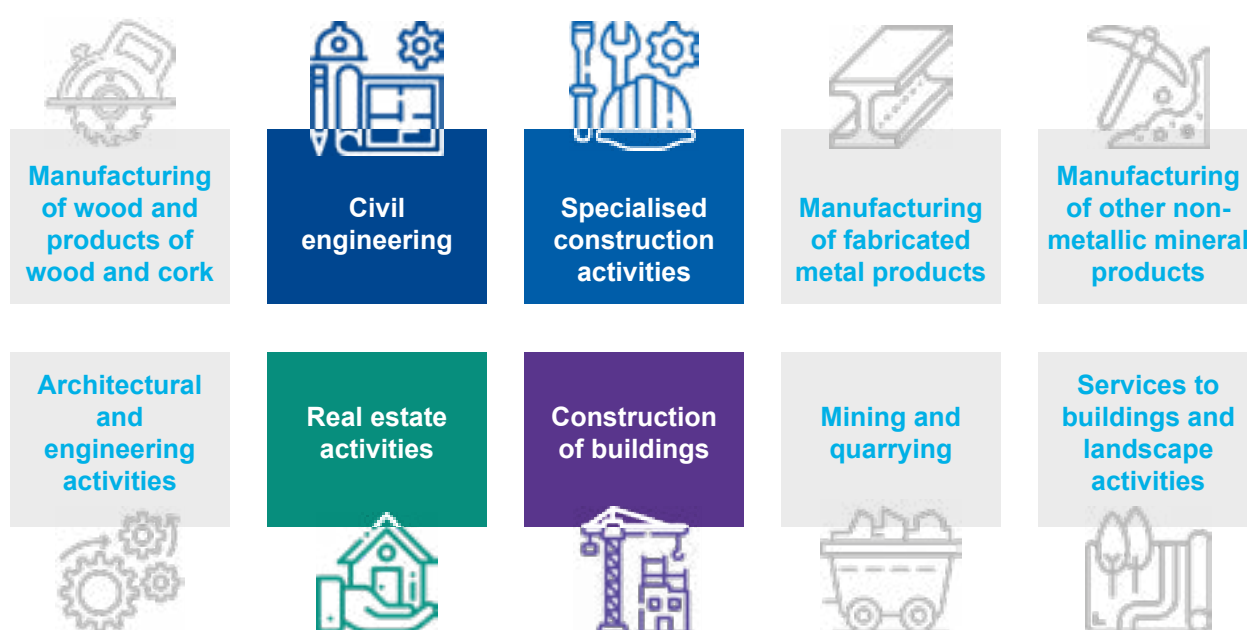 Manufacturing
of wood and
products of
wood and cork
Civil
engineering
Specialised
construction
activities
Manufacturing
of fabricated
metal products
Manufacturing
of other non-
metallic mineral
products
Architectural
and
engineering
activities
Real estate
activities
Construction
of buildings
Mining and
quarrying
Services to
buildings and
landscape
activities